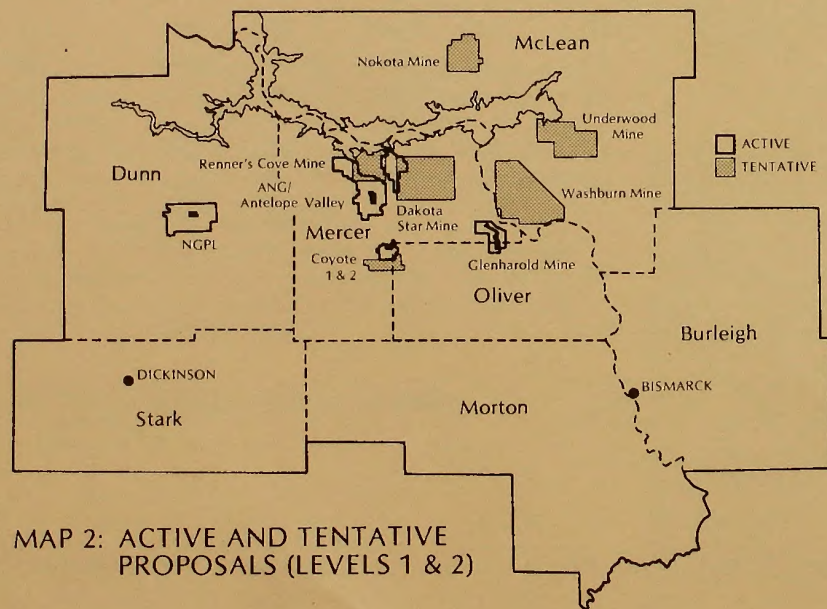 McLean
Nokota Mine
Underwood
Mine
ACTIVE
TENTATIVE
Dunn
Renner's Cove Mine
ANG/
Antelope Valley
Washburn Mine
Dakota
Star Mine
NGPL
Mercer
Coyote
1 & 2
Glenharold Mine
Oliver
Burleigh
DICKINSON
BISMARCK
Stark
Morton
MAP 2: ACTIVE AND TENTATIVE
PROPOSALS (LEVELS 1 & 2)